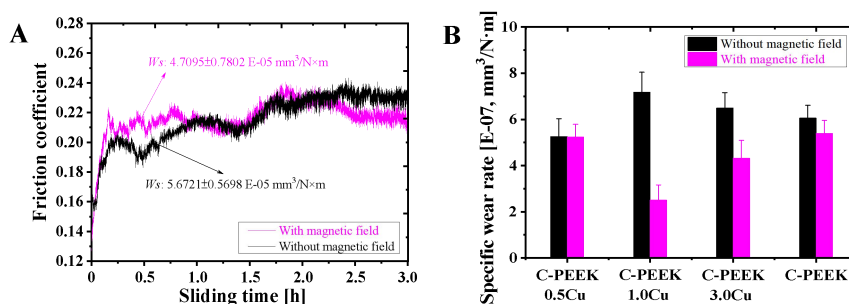 A
Friction coefficient
0.28
0.26
0.24
0.22
0.20
0.18
0.16
0.14
0.12
Ws: 4.7095±0.7802 E-05 mm³/N×m
Ws: 5.6721±0.5698 E-05 mm³/N×m
With magnetic field
Without magnetic field
0
0.5
1.0
1.5
2.0
2.5
3.0
Sliding time [h]
B
Specific wear rate [E-07, mm³/N·m]
10
8
6
4
2
0
Without magnetic field
With magnetic field
C-PEEK C-PEEK C-PEEK C-PEEK
0.5Cu 1.0Cu 3.0Cu